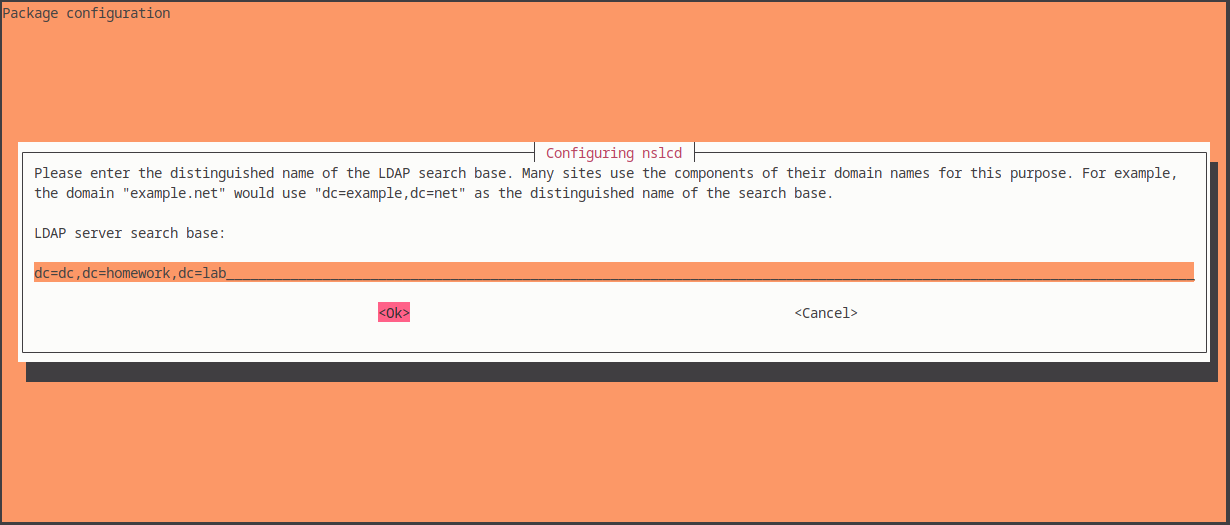 Package configuration
Configuring nslcd
Please enter the distinguished name of the LDAP search base. Many sites use the components of their domain names for this purpose. For example,
the domain "example.net" would use "dc=example,dc=net" as the distinguished name of the search base.
LDAP server search base:
dc=dc,dc=homework,dc=lab
<Ok> <Cancel>